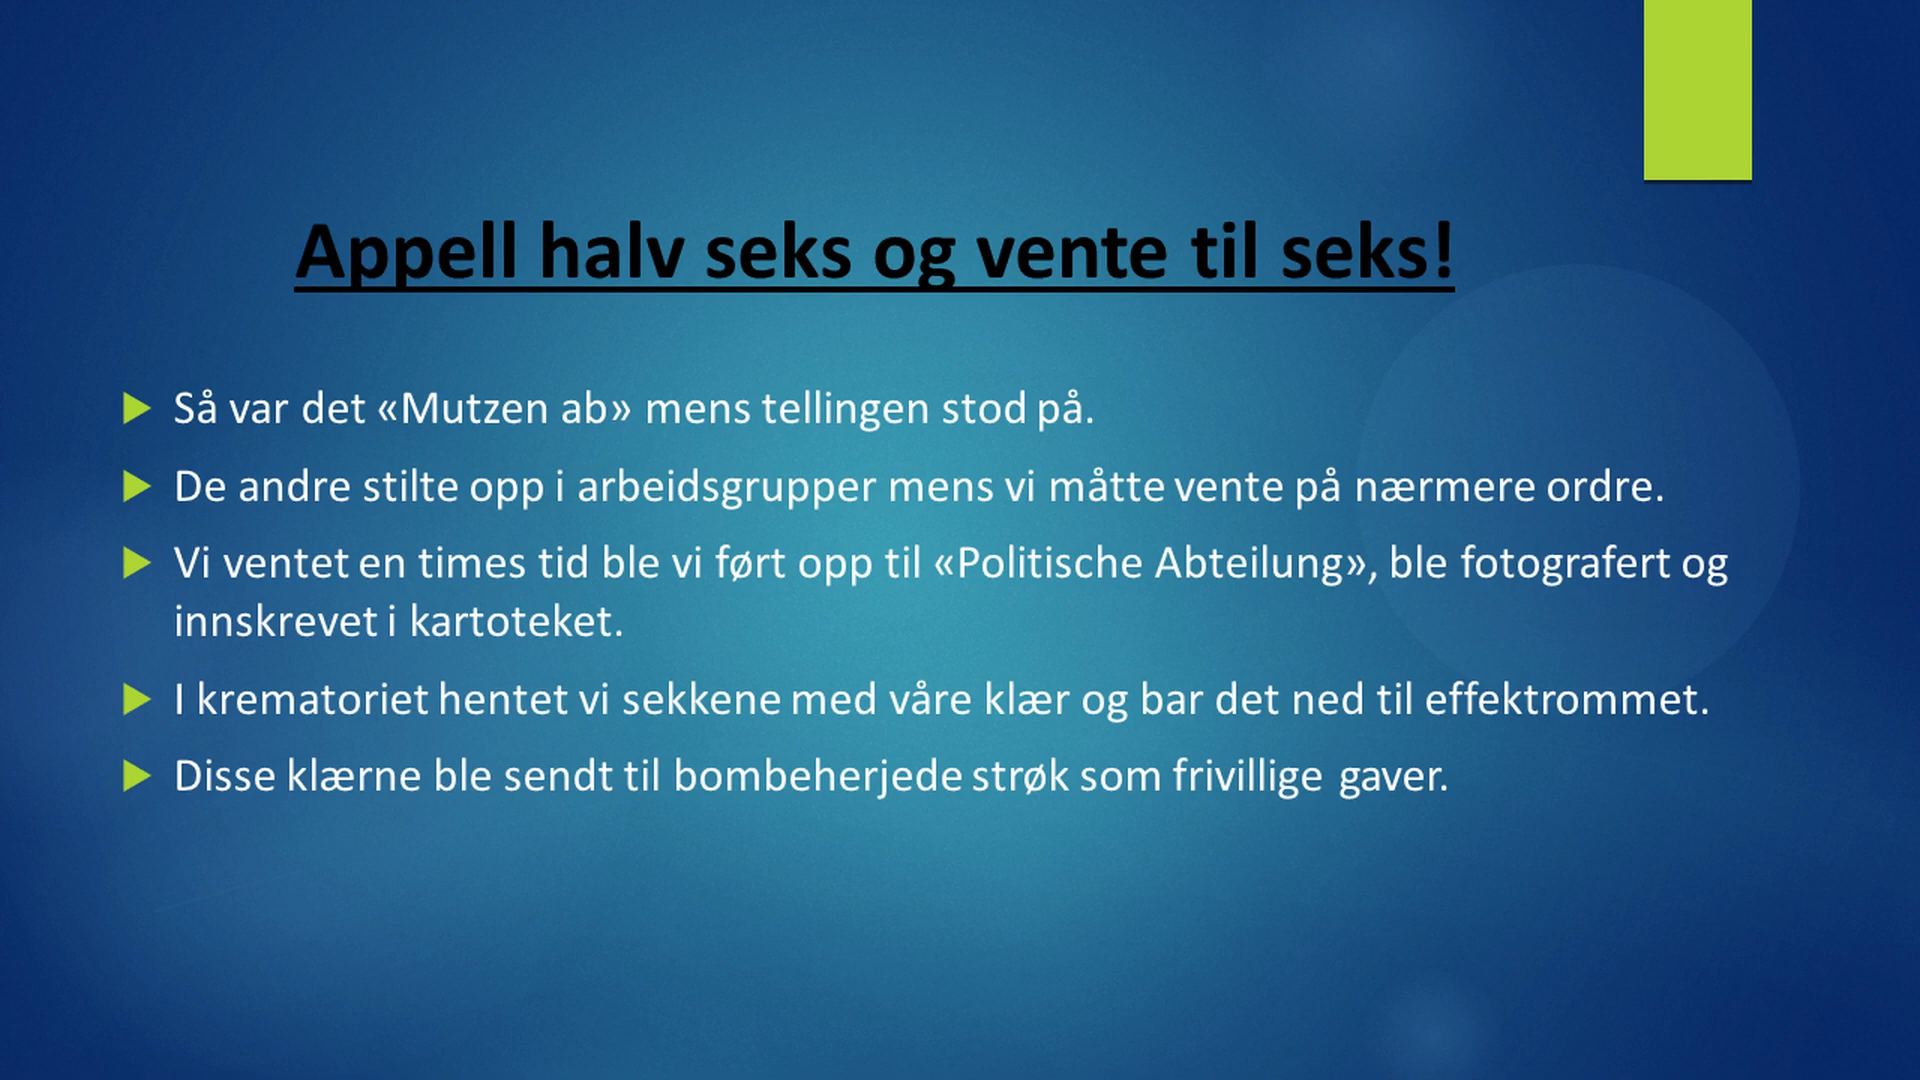 Appell halv seks og vente til seks!
Så var det «Mutzen ab» mens tellingen stod på.
De andre stilte opp i arbeidsgrupper mens vi måtte vente på nærmere ordre.
Vi ventet en times tid ble vi ført opp til «Politische Abteilung», ble fotografert og
innskrevet i kartoteket.
I krematoriet hentet vi sekkene med våre klær og bar det ned til effektrommet.
Disse klærne ble sendt til bombeherjede strøk som frivillige gaver.